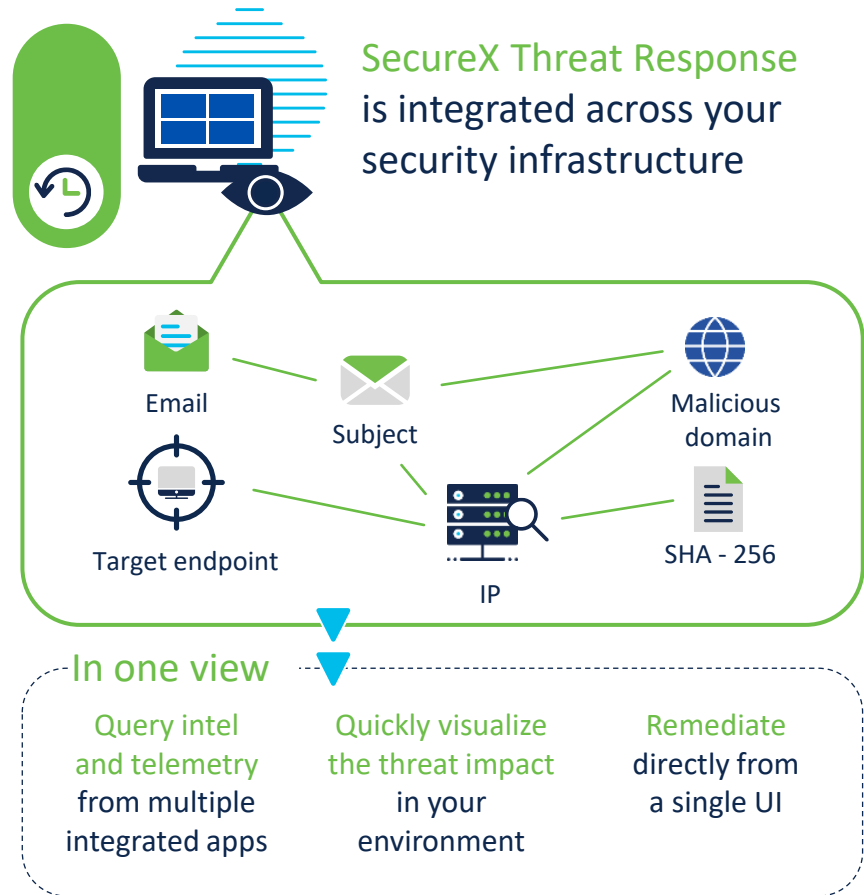 SecureX Threat Response
is integrated across your
security infrastructure
Email
Subject
Malicious
domain
Target endpoint
IP
SHA - 256
In one view
Query intel
and telemetry
from multiple
integrated apps
Quickly visualize
the threat impact
in your
environment
Remediate
directly from
a single UI